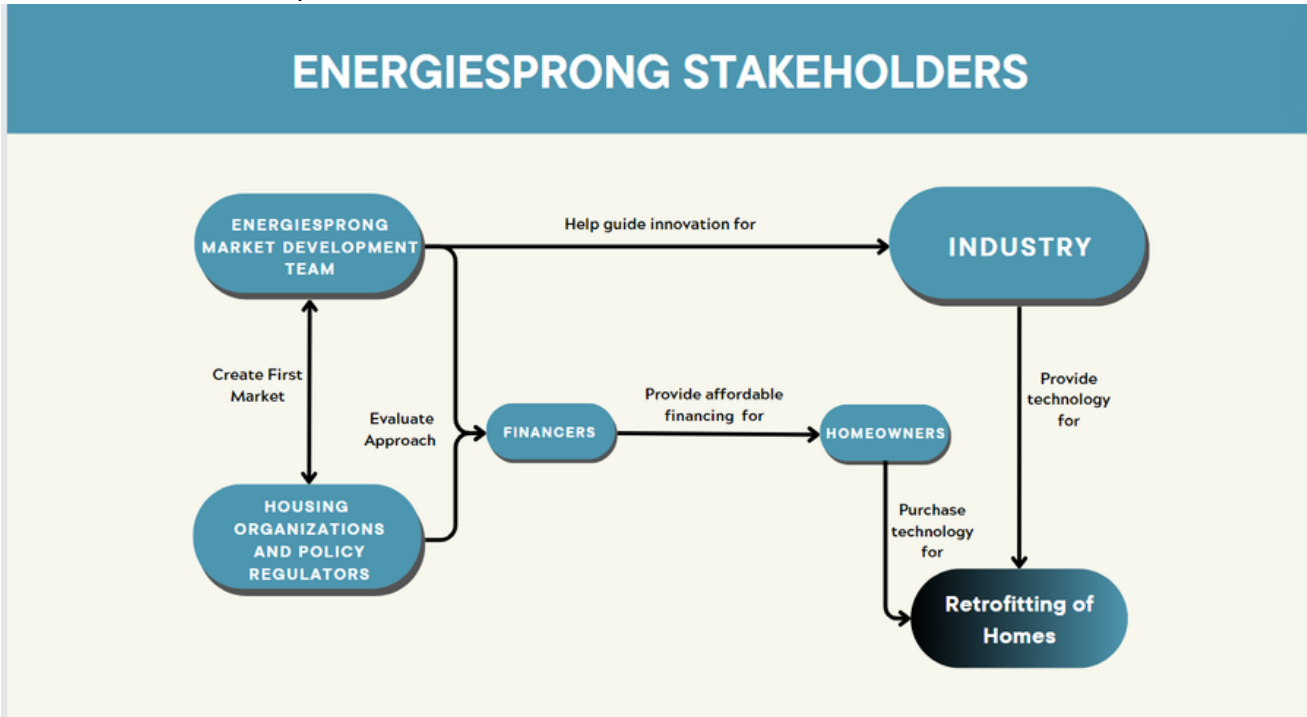 ENERGIESPRONG STAKEHOLDERS
ENERGIESPRONG
MARKET DEVELOPMENT
TEAM
Help guide innovation for
INDUSTRY
Create First
Market
Evaluate
Approach
FINANCERS
Provide affordable
financing for
HOMEOWNERS
Provide
technology
for
HOUSING
ORGANIZATIONS
AND POLICY
REGULATORS
Purchase
technology
for
Retrofitting of
Homes